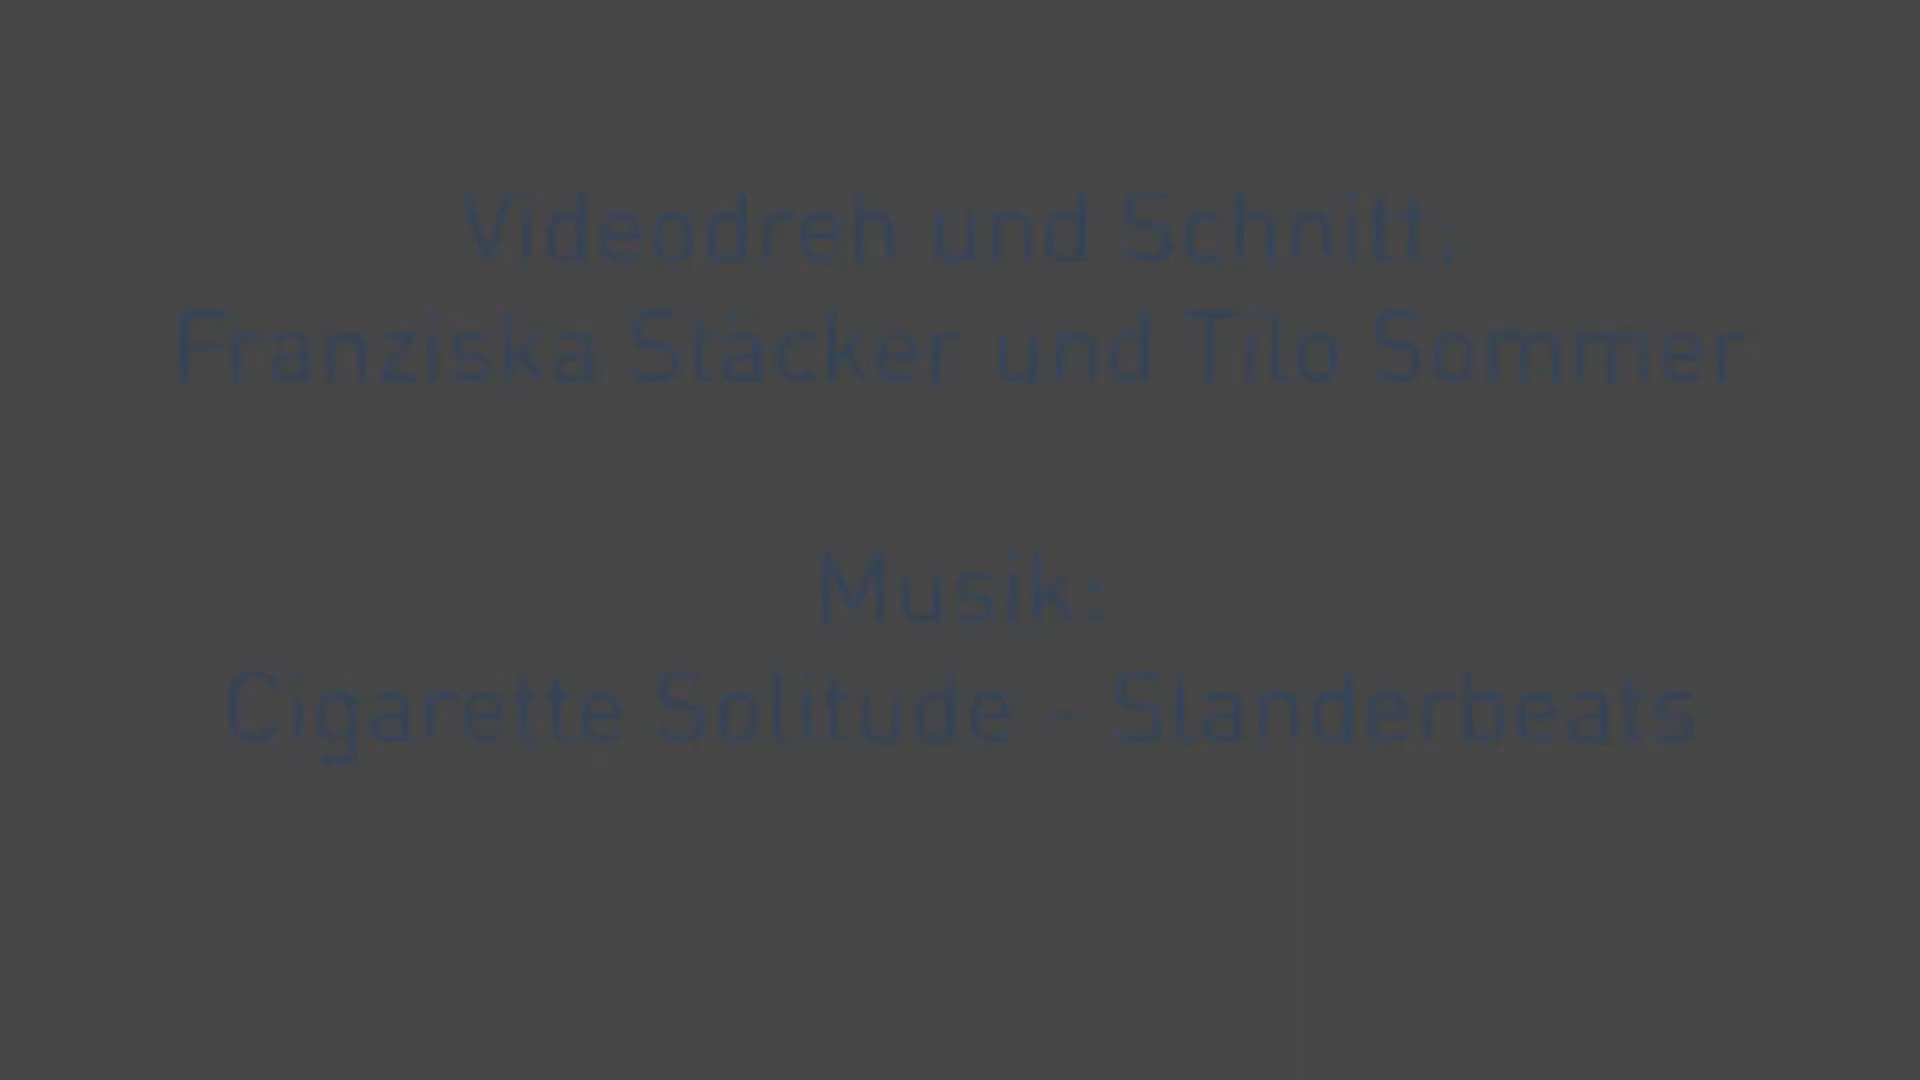 Videodreh und Schnitt:
Franziska Stäcker und Tilo Sommer
Musik:
Cigarette Solitude - Slanderbeats